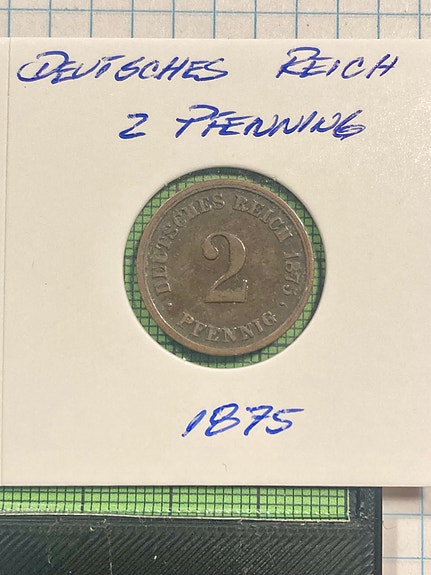 DEUTSCHES REICH
2 PFENNING
DEUTSCHES REICH 1875
2
PFENNIG
1875